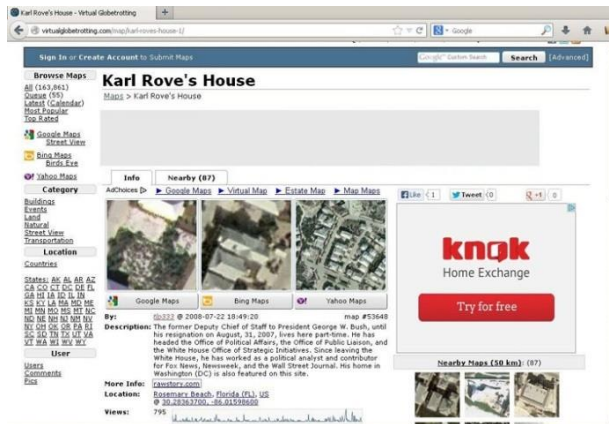 Karl Rove's House - Virtual Globetrotting
virtualglobetrotting.com/map/karl-roves-house-1/
Google
Sign In or Create Account to Submit Maps
Google™ Custom Search
Search
[Advanced]
Browse Maps
All (163,861)
Queue (55)
Latest (Calendar)
Most Popular
Top Rated
Google Maps
Street View
Bing Maps
Birds Eye
Yahoo Maps
Category
Buildings
Events
Land
Natural
Street View
Transportation
Location
Countries
States: AK AL AR AZ
CA CO CT DC DE FL
GA HI IA ID IL IN
KS KY LA MA MD ME
MI MN MO MS MT NC
ND NE NH NJ NM NV
NY OH OK OR PA RI
SC SD TN TX UT VA
VT WA WI WV WY
User
Users
Comments
Pics
Karl Rove's House
Maps > Karl Rove's House
Info
Nearby (87)
AdChoices
Google Maps
Virtual Map
Estate Map
Map Maps
Google Maps
Bing Maps
Yahoo Maps
By:
@ 2008-07-22 18:49:20
map #53648
Description: The former Deputy Chief of Staff to President George W. Bush, until
his resignation on August, 31, 2007, lives here part-time. He has
headed the Office of Political Affairs, the Office of Public Liaison, and
the White House Office of Strategic Initiatives. Since leaving the
White House, he has worked as a political analyst and contributor
for Fox News, Newsweek, and the Wall Street Journal. His home in
Washington (DC) is also featured on this site.
More Info: rawstory.com
Location: Rosemary Beach, Florida (FL), US
@ 30.28363700, -86.01598600
Views: 795
Like 1
Tweet 0
+1 0
knok
Home Exchange
Try for free
Nearby Maps (50 km): (87)